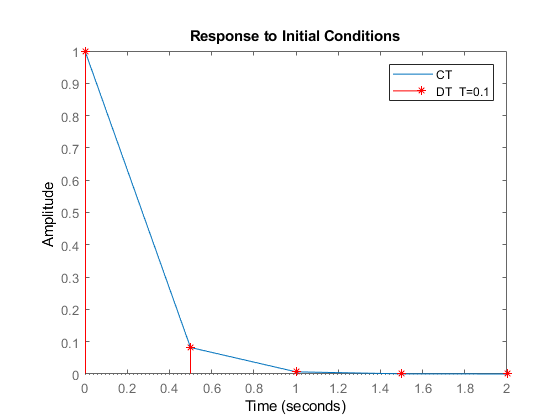 Response to Initial Conditions
CT
DT T=0.1
Amplitude
1
0.9
0.8
0.7
0.6
0.5
0.4
0.3
0.2
0.1
0
0 0.2 0.4 0.6 0.8 1 1.2 1.4 1.6 1.8 2
Time (seconds)